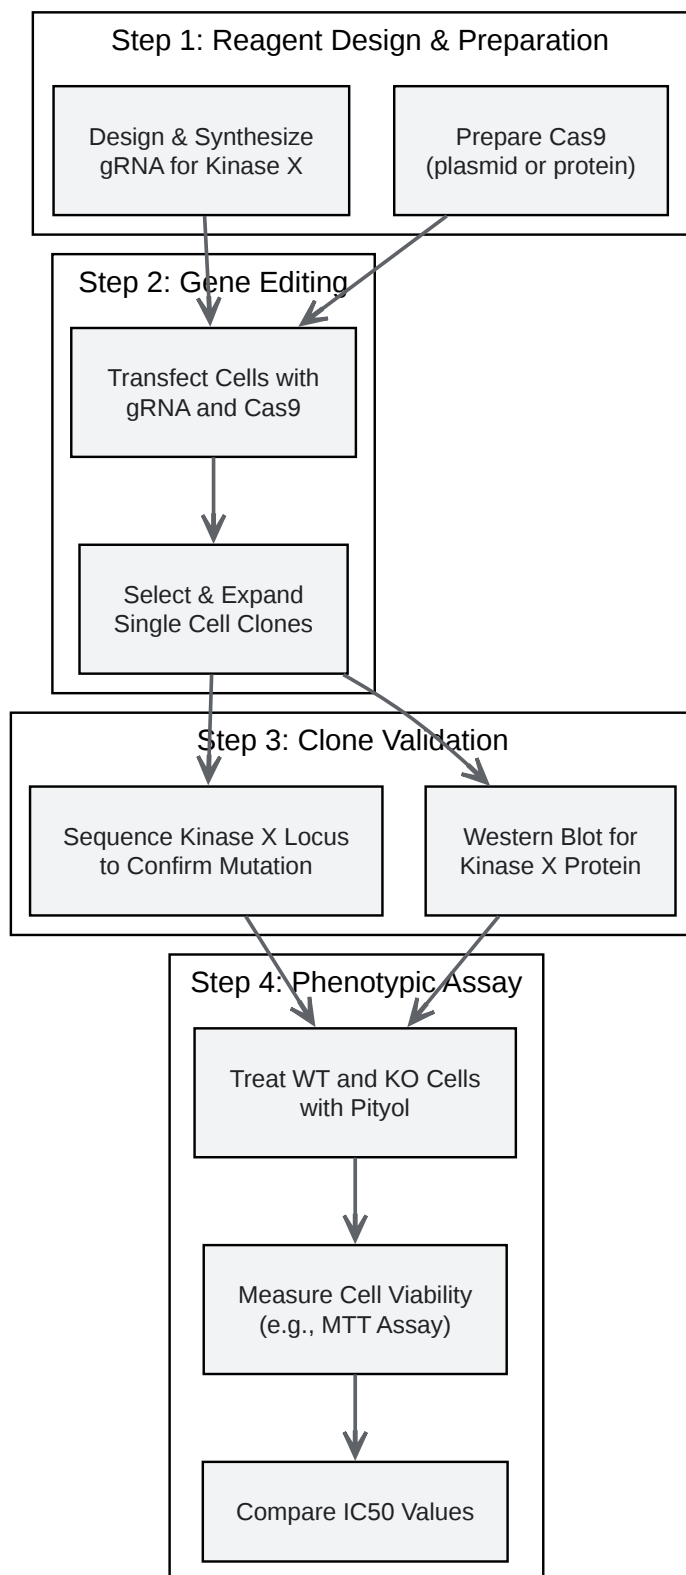 Step 1: Reagent Design & Preparation
Design & Synthesize
gRNA for Kinase X
Prepare Cas9
(plasmid or protein)
Step 2: Gene Editing
Transfect Cells with
gRNA and Cas9
Select & Expand
Single Cell Clones
Step 3: Clone Validation
Sequence Kinase X Locus
to Confirm Mutation
Western Blot for
Kinase X Protein
Step 4: Phenotypic Assay
Treat WT and KO Cells
with Pityol
Measure Cell Viability
(e.g., MTT Assay)
Compare IC50 Values